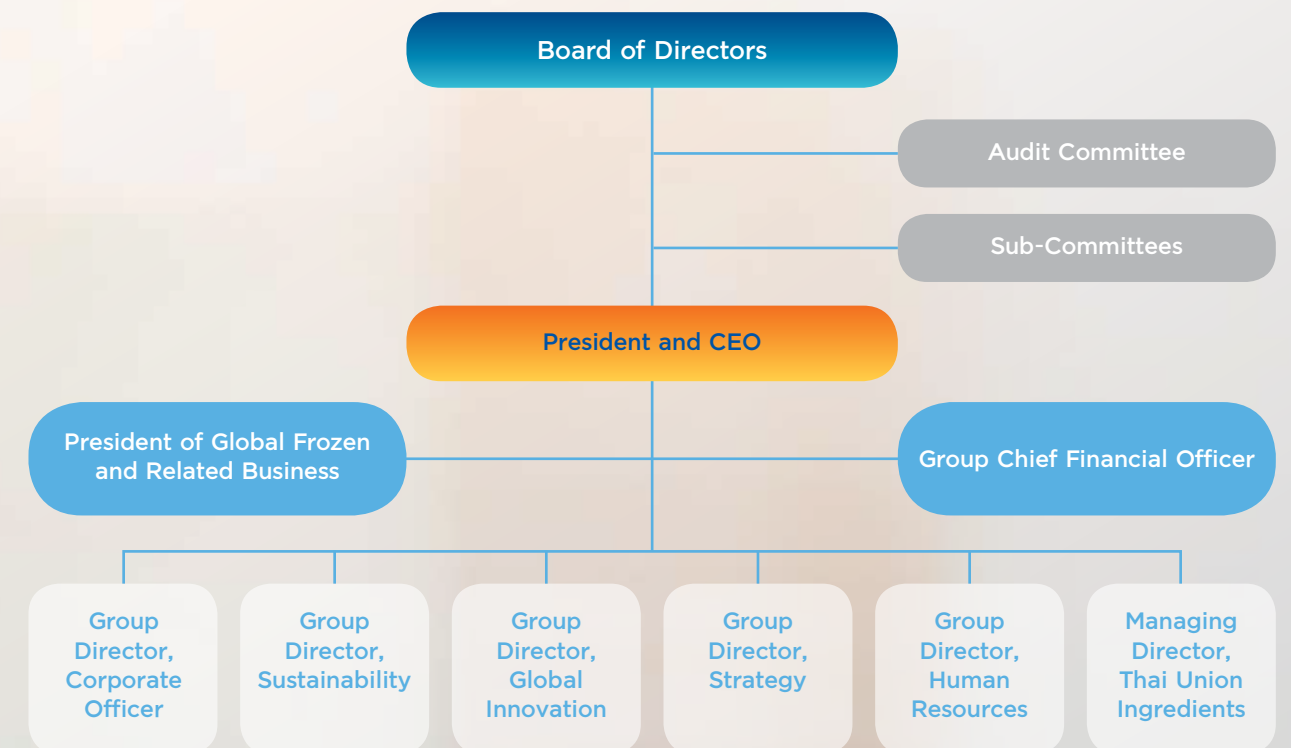 Board of Directors
Audit Committee
Sub-Committees
President and CEO
President of Global Frozen
and Related Business
Group Chief Financial Officer
Group
Director,
Corporate
Officer
Group
Director,
Sustainability
Group
Director,
Global
Innovation
Group
Director,
Strategy
Group
Director,
Human
Resources
Managing
Director,
Thai Union
Ingredients